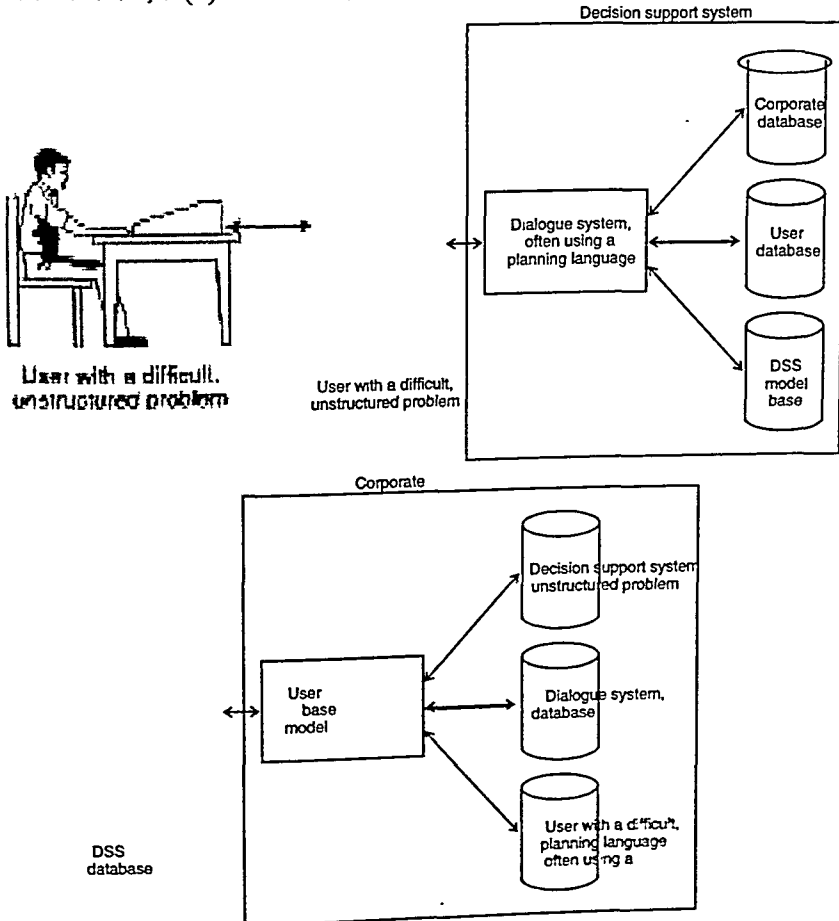 Decision support system
Corporate
database
Dialogue system,
often using a
planning language
User
database
DSS
model
base
User with a difficult,
unstructured problem
User with a difficult,
unstructured problem
Corporate
Decision support system
unstructured problem
User
base
model
Dialogue system,
database
User with a difficult,
planning language
often using a
DSS
database